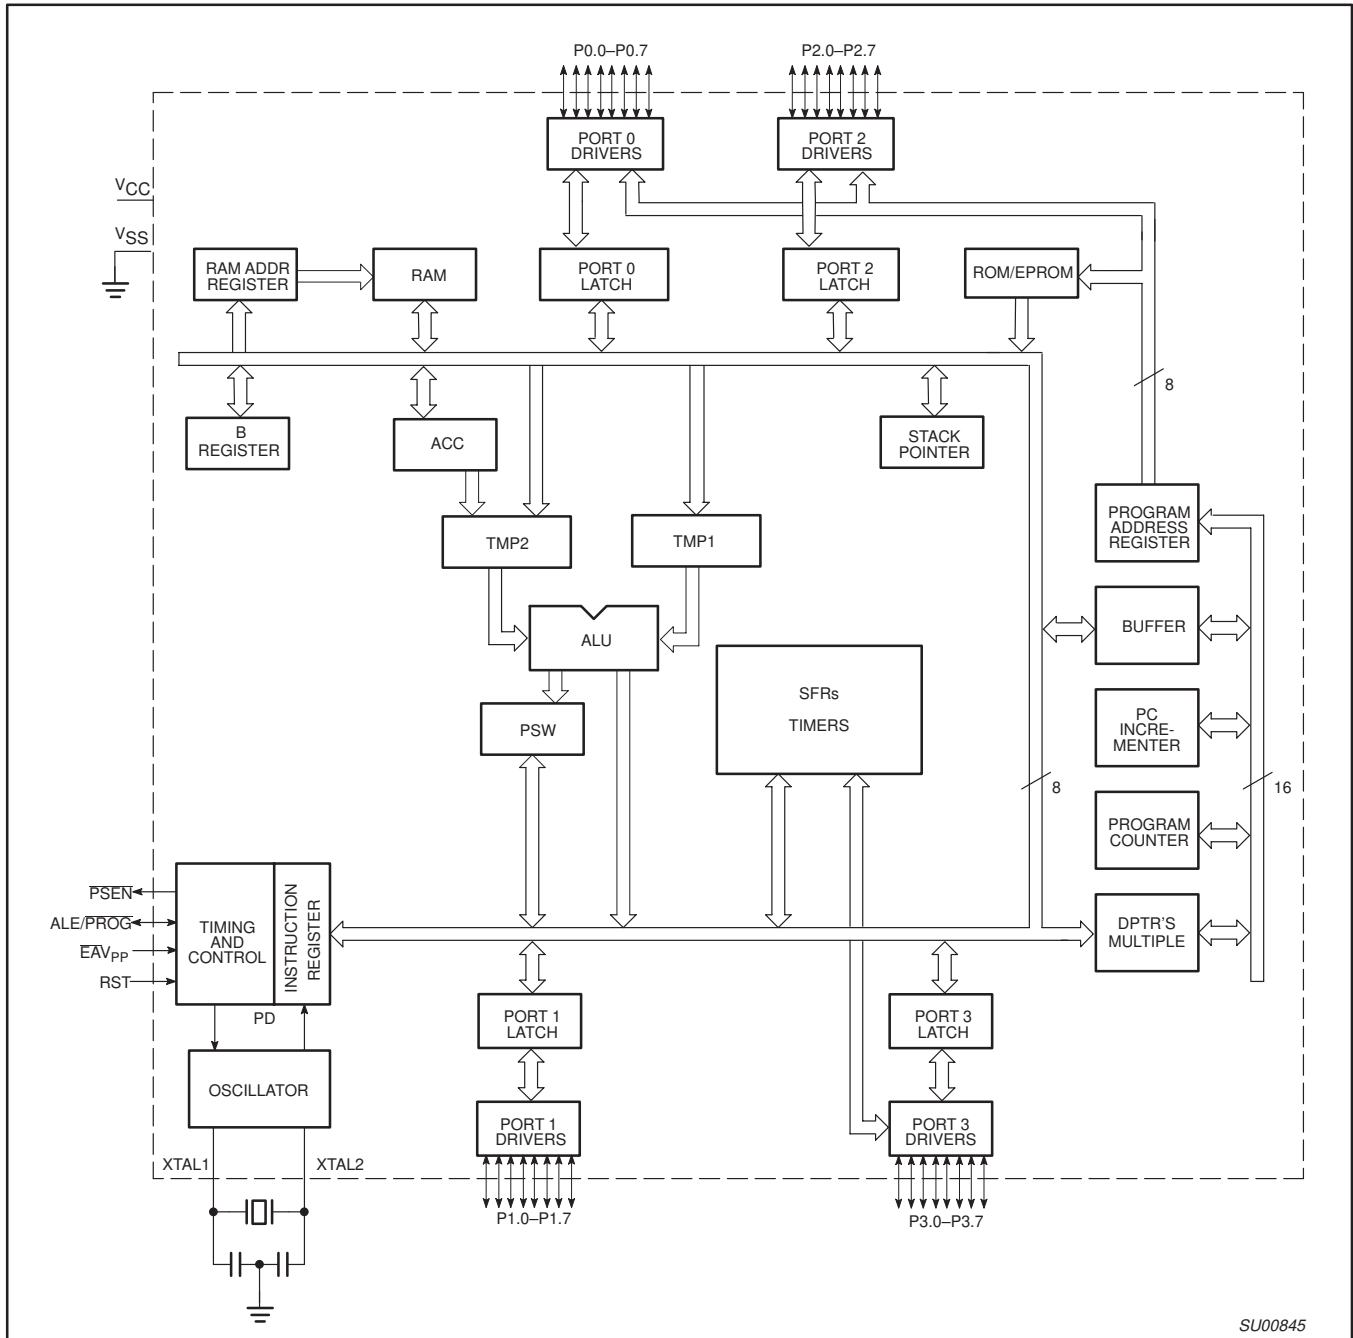 P0.0–P0.7
P2.0–P2.7
PORT 0
DRIVERS
PORT 2
DRIVERS
VCC
VSS
RAM ADDR
REGISTER
RAM
PORT 0
LATCH
PORT 2
LATCH
ROM/EPROM
8
B
REGISTER
ACC
STACK
POINTER
PROGRAM
ADDRESS
REGISTER
TMP2
TMP1
ALU
BUFFER
SFRs
TIMERS
PSW
PC
INCRE-
MENTER
8
16
PROGRAM
COUNTER
PSEN
ALE/PROG
EAVPP
RST
TIMING
AND
CONTROL
INSTRUCTION
REGISTER
DPTR'S
MULTIPLE
PD
PORT 1
LATCH
PORT 3
LATCH
OSCILLATOR
PORT 1
DRIVERS
PORT 3
DRIVERS
XTAL1
XTAL2
P1.0–P1.7
P3.0–P3.7
SU00845